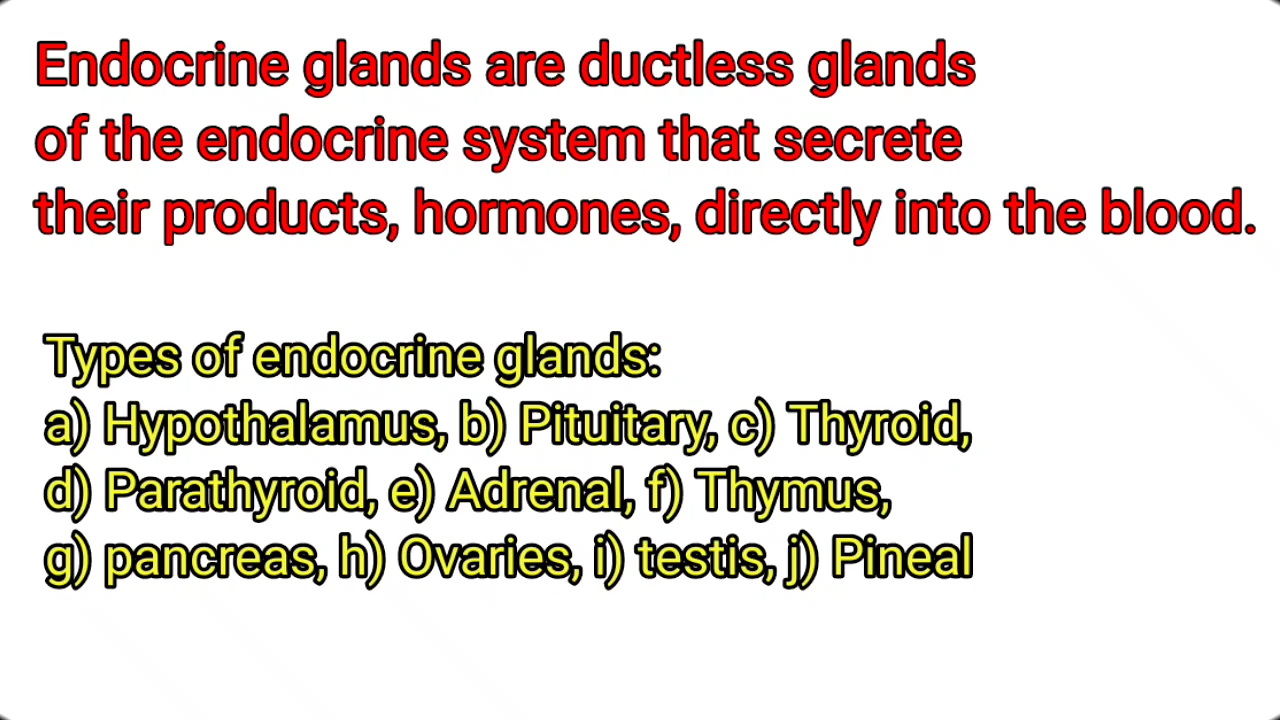 Endocrine glands are ductless glands
of the endocrine system that secrete
their products, hormones, directly into the blood.
Types of endocrine glands:
a) Hypothalamus, b) Pituitary, c) Thyroid,
d) Parathyroid, e) Adrenal, f) Thymus,
g) pancreas, h) Ovaries, i) testis, j) Pineal